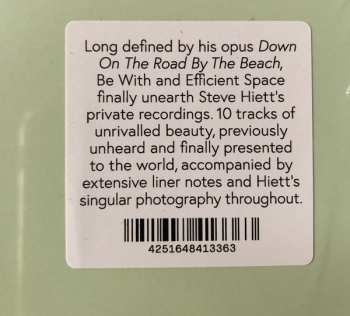 Long defined by his opus Down
On The Road By The Beach,
Be With and Efficient Space
finally unearth Steve Hiett's
private recordings. 10 tracks of
unrivalled beauty, previously
unheard and finally presented
to the world, accompanied by
extensive liner notes and Hiett's
singular photography throughout.
4251648413363